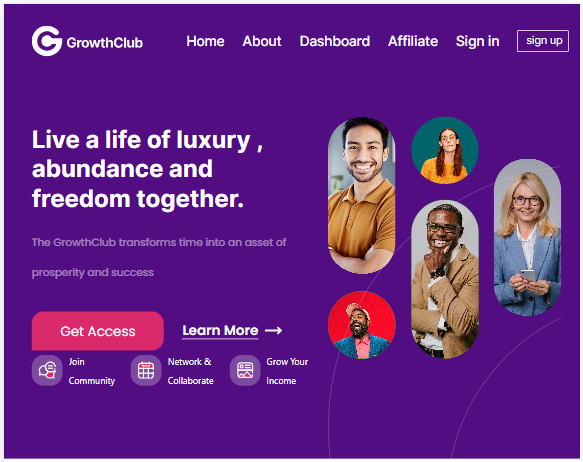 GrowthClub
Home About Dashboard Affiliate Sign in sign up
Live a life of luxury ,
abundance and
freedom together.
The GrowthClub transforms time into an asset of
prosperity and success
Get Access Learn More →
Join
Community
Network &
Collaborate
Grow Your
Income